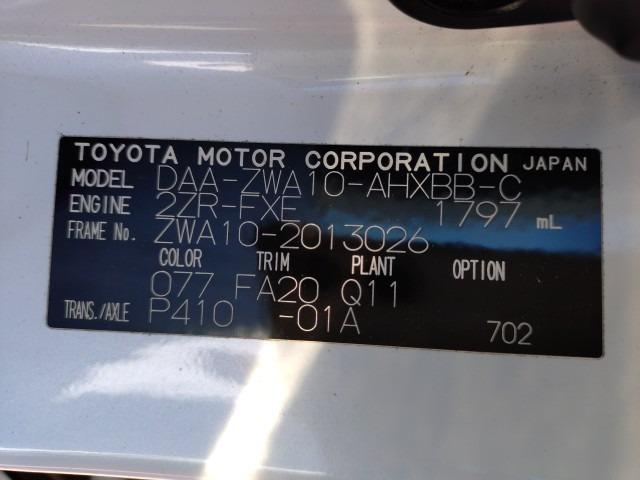 TOYOTA MOTOR CORPORATION JAPAN
MODEL DAA-ZWA10-AHXBB-C
ENGINE 2ZR-FXE 1797 mL
FRAME No. ZWA10-2013026
COLOR TRIM PLANT OPTION
077 FA20 Q11
TRANS./AXLE P410 -01A 702